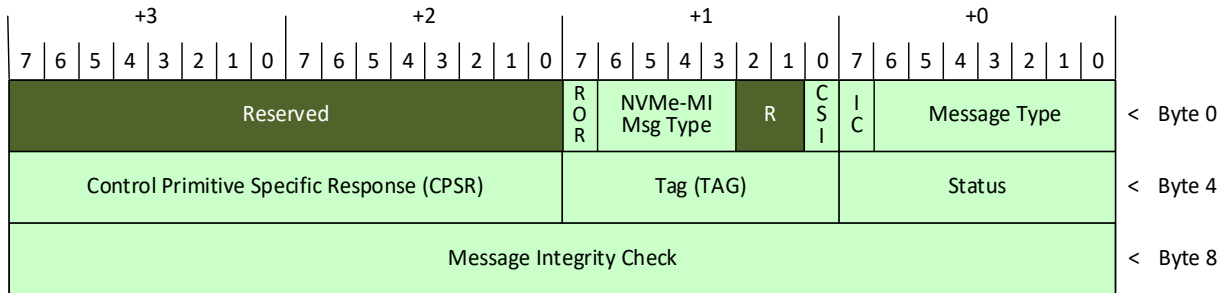 +3 +2 +1 +0
7 6 5 4 3 2 1 0 7 6 5 4 3 2 1 0 7 6 5 4 3 2 1 0 7 6 5 4 3 2 1 0
Reserved ROR NVMe-MI Msg Type R CSI IC Message Type < Byte 0
Control Primitive Specific Response (CPSR) Tag (TAG) Status < Byte 4
Message Integrity Check < Byte 8